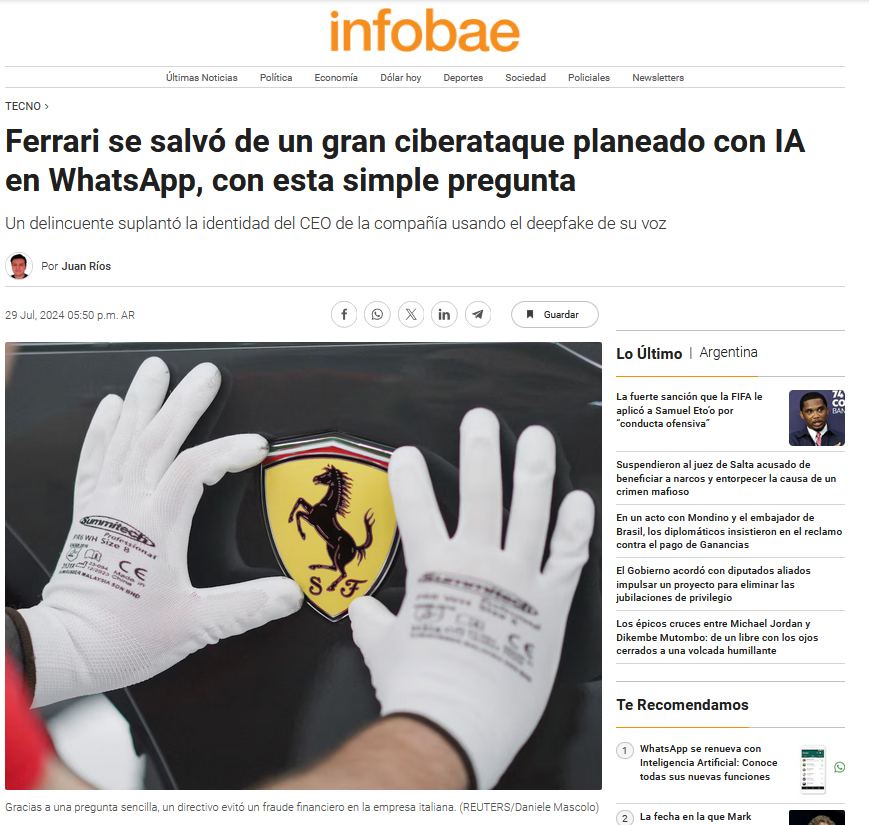 infobae
Últimas Noticias Política Economía Dólar hoy Deportes Sociedad Policiales Newsletters
TECNO ›
Ferrari se salvó de un gran ciberataque planeado con IA
en WhatsApp, con esta simple pregunta
Un delincuente suplantó la identidad del CEO de la compañía usando el deepfake de su voz
Por Juan Ríos
29 Jul, 2024 05:50 p.m. AR
Guardar
Summitech
Professional
PR6 WH Size 8
CE
Made in
China
S F
Summitech
CE
Gracias a una pregunta sencilla, un directivo evitó un fraude financiero en la empresa italiana. (REUTERS/Daniele Mascolo)
Lo Último | Argentina
La fuerte sanción que la FIFA le
aplicó a Samuel Eto’o por
“conducta ofensiva”
Suspendieron al juez de Salta acusado de
beneficiar a narcos y entorpecer la causa de un
crimen mafioso
En un acto con Mondino y el embajador de
Brasil, los diplomáticos insistieron en el reclamo
contra el pago de Ganancias
El Gobierno acordó con diputados aliados
impulsar un proyecto para eliminar las
jubilaciones de privilegio
Los épicos cruces entre Michael Jordan y
Dikembe Mutombo: de un libre con los ojos
cerrados a una volcada humillante
Te Recomendamos
1 WhatsApp se renueva con
Inteligencia Artificial: Conoce
todas sus nuevas funciones
2 La fecha en la que Mark